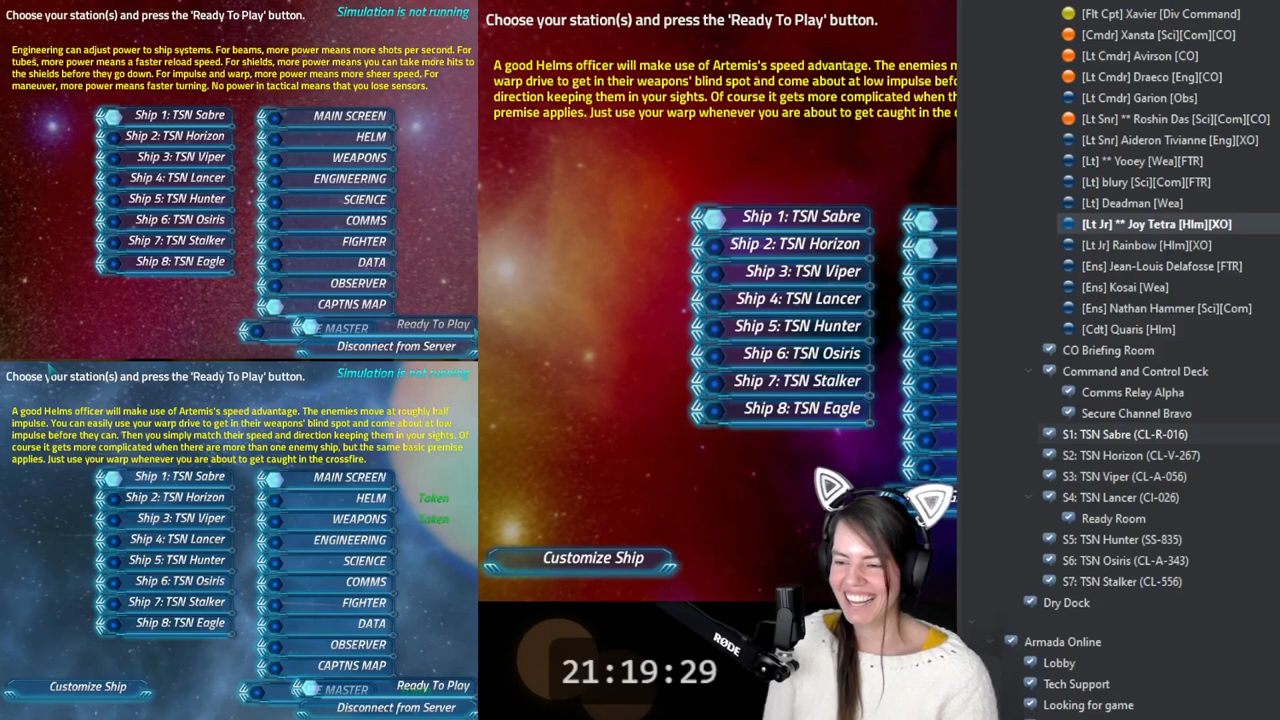 Choose your station(s) and press the 'Ready To Play' button.
Simulation is not running
Engineering can adjust power to ship systems. For beams, more power means more shots per second. For
tubes, more power means a faster reload speed. For shields, more power means you can take more hits to
the shields before they go down. For impulse and warp, more power means more sheer speed. For
maneuver, more power means faster turning. No power in tactical means that you lose sensors.
Ship 1: TSN Sabre
Ship 2: TSN Horizon
Ship 3: TSN Viper
Ship 4: TSN Lancer
Ship 5: TSN Hunter
Ship 6: TSN Osiris
Ship 7: TSN Stalker
Ship 8: TSN Eagle
MAIN SCREEN
HELM
WEAPONS
ENGINEERING
SCIENCE
COMMS
FIGHTER
DATA
OBSERVER
CAPTNS MAP
E MASTER
Ready To Play
Disconnect from Server
Choose your station(s) and press the 'Ready To Play' button.
Simulation is not running
A good Helms officer will make use of Artemis's speed advantage. The enemies move at roughly half
impulse. You can easily use your warp drive to get in their weapons' blind spot and come about at low
impulse before they can. Then you simply match their speed and direction keeping them in your sights. Of
course it gets more complicated when there are more than one enemy ship, but the same basic premise
applies. Just use your warp whenever you are about to get caught in the crossfire.
Ship 1: TSN Sabre
Ship 2: TSN Horizon
Ship 3: TSN Viper
Ship 4: TSN Lancer
Ship 5: TSN Hunter
Ship 6: TSN Osiris
Ship 7: TSN Stalker
Ship 8: TSN Eagle
MAIN SCREEN
HELM
Taken
WEAPONS
Taken
ENGINEERING
SCIENCE
COMMS
FIGHTER
DATA
OBSERVER
CAPTNS MAP
E MASTER
Ready To Play
Customize Ship
Disconnect from Server
Choose your station(s) and press the 'Ready To Play' button.
A good Helms officer will make use of Artemis's speed advantage. The enemies m
warp drive to get in their weapons' blind spot and come about at low impulse befo
direction keeping them in your sights. Of course it gets more complicated when th
premise applies. Just use your warp whenever you are about to get caught in the c
Ship 1: TSN Sabre
Ship 2: TSN Horizon
Ship 3: TSN Viper
Ship 4: TSN Lancer
Ship 5: TSN Hunter
Ship 6: TSN Osiris
Ship 7: TSN Stalker
Ship 8: TSN Eagle
Customize Ship
RØDE
21:19:29
[Flt Cpt] Xavier [Div Command]
[Cmdr] Xansta [Sci][Com][CO]
[Lt Cmdr] Avirson [CO]
[Lt Cmdr] Draeco [Eng][CO]
[Lt Cmdr] Garion [Obs]
[Lt Snr] ** Roshin Das [Sci][Com][CO]
[Lt Snr] Aideron Tivianne [Eng][XO]
[Lt] ** Yooey [Wea][FTR]
[Lt] blury [Sci][Com][FTR]
[Lt] Deadman [Wea]
[Lt Jr] ** Joy Tetra [Hlm][XO]
[Lt Jr] Rainbow [Hlm][XO]
[Ens] Jean-Louis Delafosse [FTR]
[Ens] Kosai [Wea]
[Ens] Nathan Hammer [Sci][Com]
[Cdt] Quaris [Hlm]
CO Briefing Room
Command and Control Deck
Comms Relay Alpha
Secure Channel Bravo
S1: TSN Sabre (CL-R-016)
S2: TSN Horizon (CL-V-267)
S3: TSN Viper (CL-A-056)
S4: TSN Lancer (CI-026)
Ready Room
S5: TSN Hunter (SS-835)
S6: TSN Osiris (CL-A-343)
S7: TSN Stalker (CL-556)
Dry Dock
Armada Online
Lobby
Tech Support
Looking for game